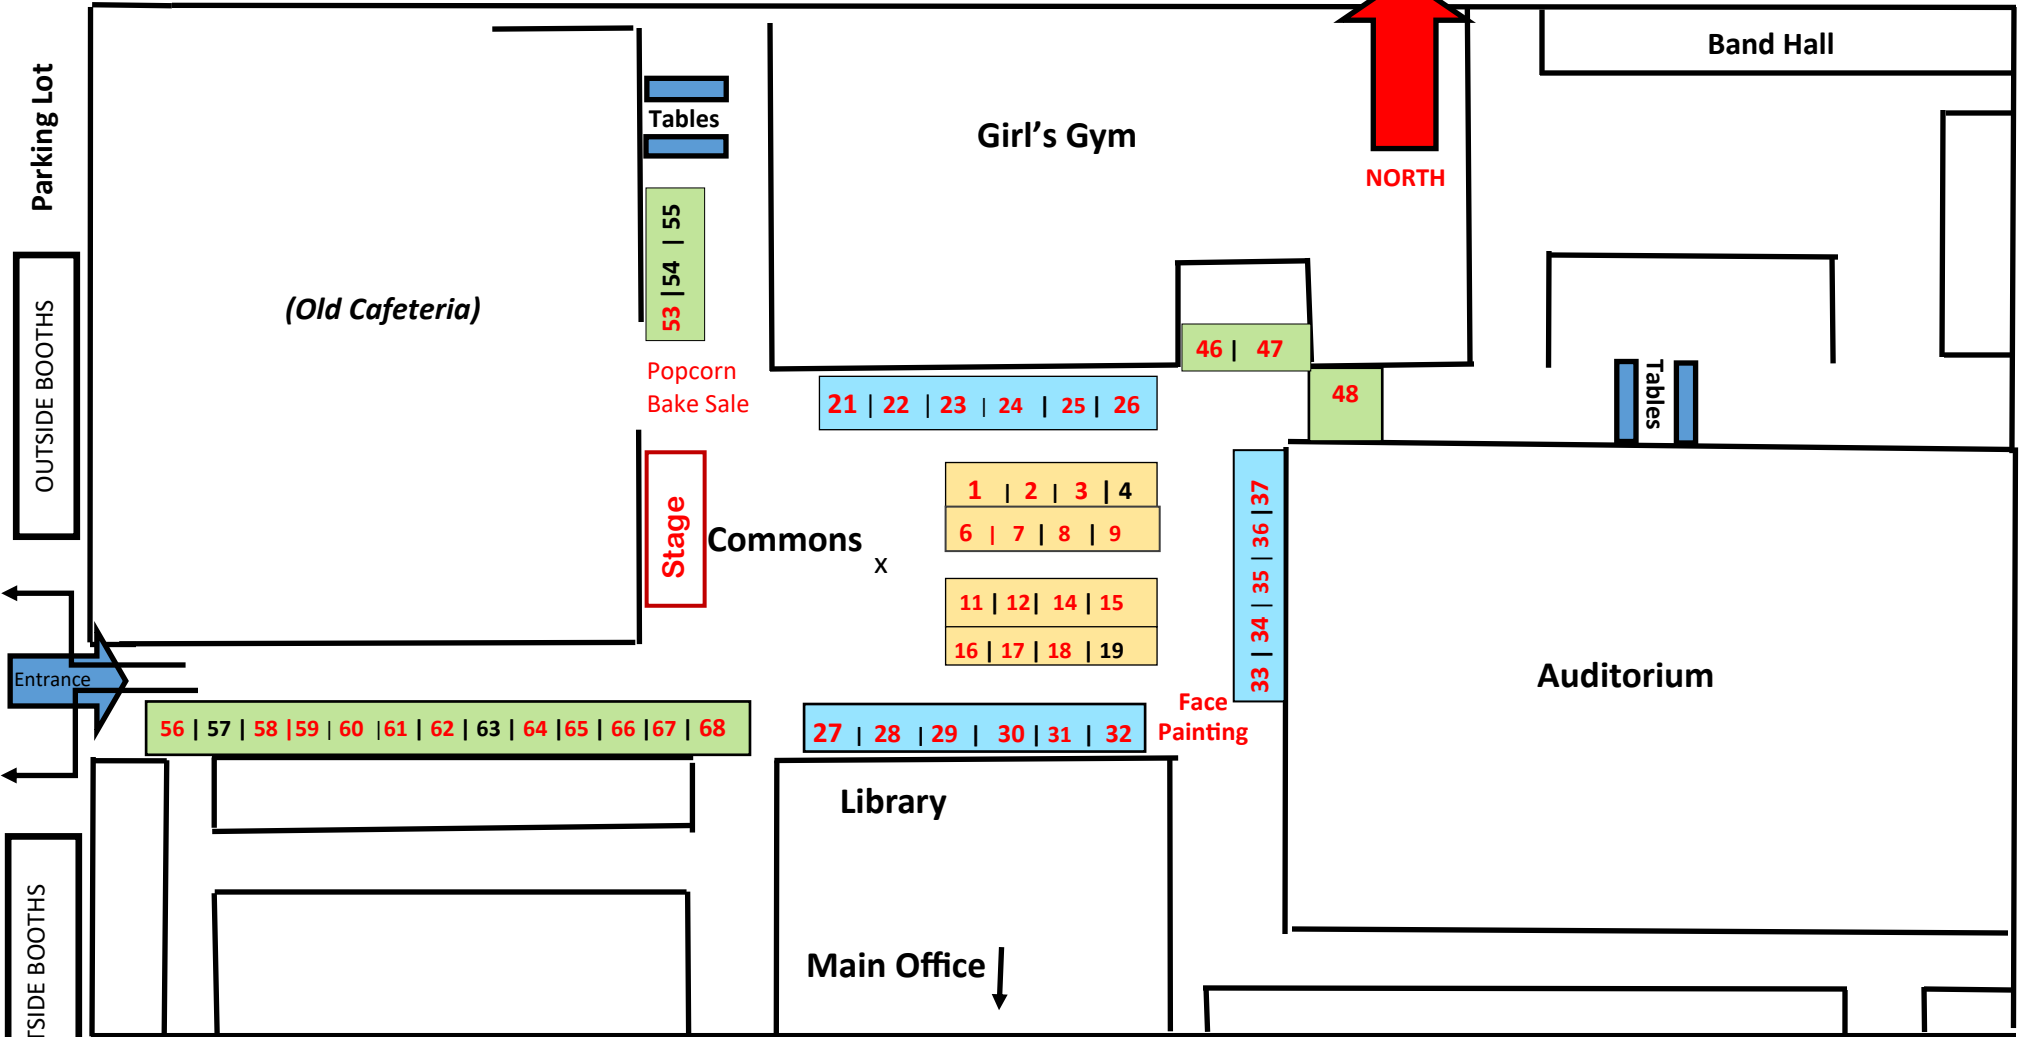 Band Hall
Parking Lot
Tables
Girl's Gym
NORTH
53 |54 | 55
(Old Cafeteria)
OUTSIDE BOOTHS
46 | 47
Popcorn
Bake Sale
48
Tables
21 | 22 | 23 | 24 | 25 | 26
1 | 2 | 3 | 4
6 | 7 | 8 | 9
Stage
Commons
x
33 | 34 | 35 | 36 |37
11 | 12| 14 | 15
16 | 17 | 18 | 19
Entrance
Auditorium
Face
Painting
56 | 57 | 58 |59 | 60 |61 | 62 | 63 | 64 |65 | 66 |67 | 68
27 | 28 | 29 | 30 | 31 | 32
Library
TSIDE BOOTHS
Main Office